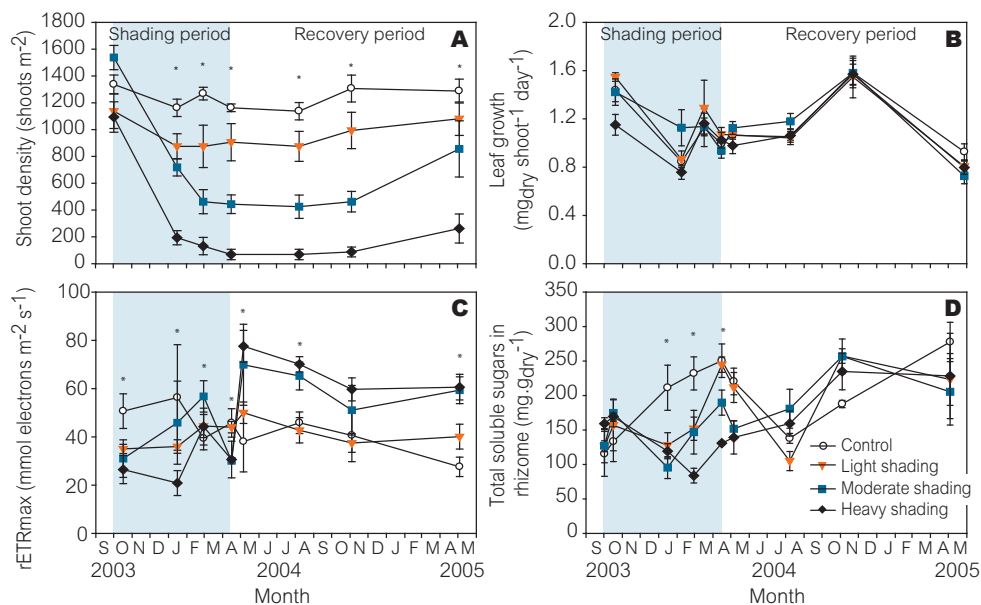 Shading period
Recovery period
A
Shoot density (shoots m-2)
1800
1600
1400
1200
1000
800
600
400
200
0
* * * * * *
Shading period
Recovery period
B
Leaf growth
(mgdry shoot-1 day-1)
2.0
1.6
1.2
0.8
0.4
0.0
C
rETRmax (mmol electrons m-2 s-1)
100
80
60
40
20
0
* * * * * * *
S O N D J F M A M J J A S O N D J F M A M
2003 2004 2005
Month
D
Total soluble sugars in
rhizome (mg.gdry-1)
350
300
250
200
150
100
50
0
* * *
Control
Light shading
Moderate shading
Heavy shading
S O N D J F M A M J J A S O N D J F A M
2003 2004 2005
Month